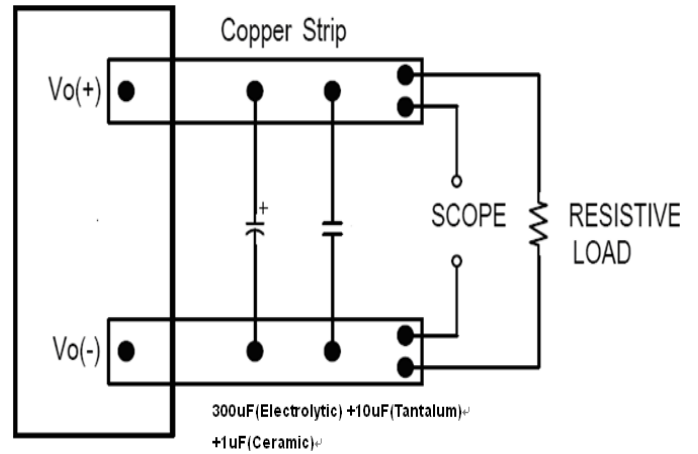 Copper Strip
Vo(+)
+
SCOPE
RESISTIVE
LOAD
Vo(-)
300uF(Electrolytic) +10uF(Tantalum)↵
+1uF(Ceramic)↵